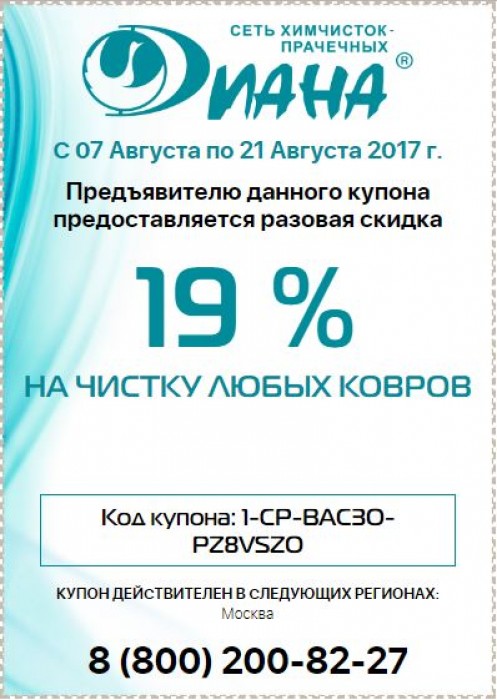 СЕТЬ ХИМЧИСТОК-
ПРАЧЕЧНЫХ
ДИАНА®
С 07 Августа по 21 Августа 2017 г.
Предъявителю данного купона
предоставляется разовая скидка
19 %
НА ЧИСТКУ ЛЮБЫХ КОВРОВ
Код купона: 1-CP-BAC3O-
PZ8VSZO
КУПОН ДЕЙСТВИТЕЛЕН В СЛЕДУЮЩИХ РЕГИОНАХ:
Москва
8 (800) 200-82-27